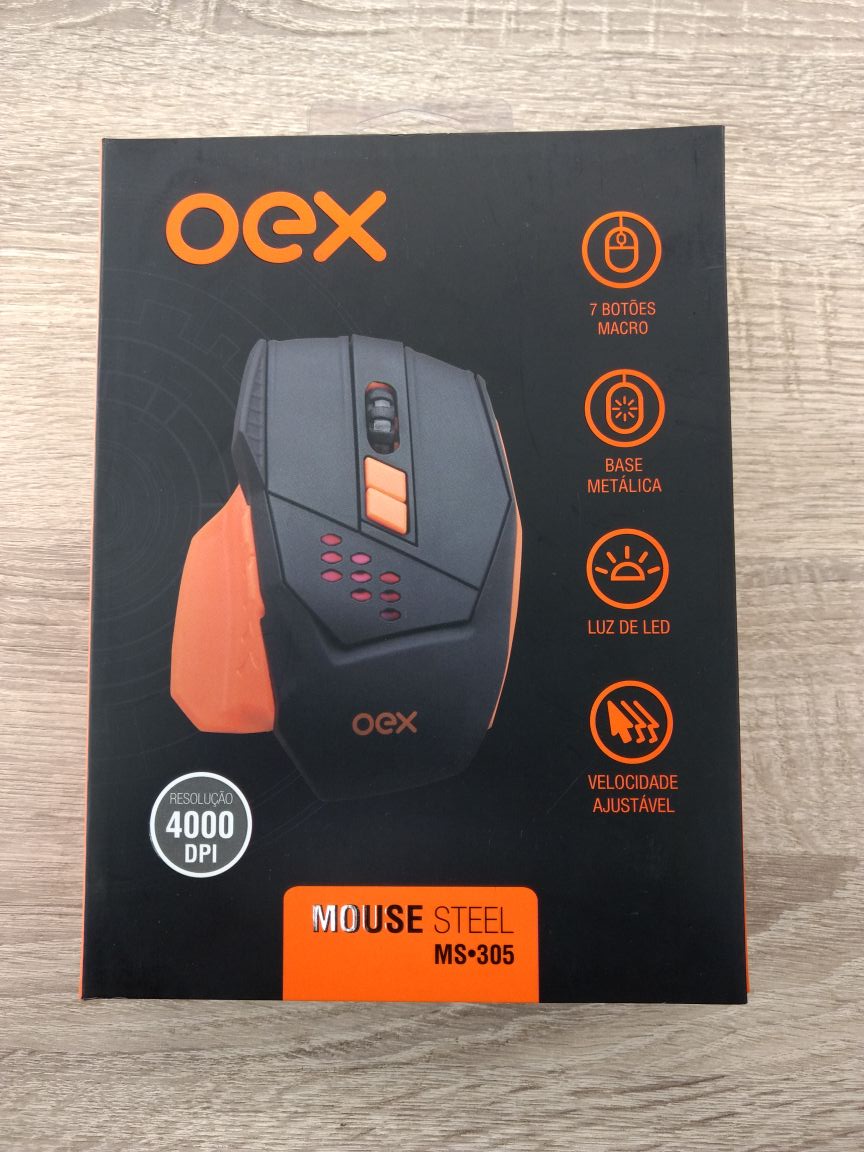 oex
7 BOTÕES
MACRO
BASE
METÁLICA
LUZ DE LED
VELOCIDADE
AJUSTÁVEL
oex
RESOLUÇÃO
4000
DPI
MOUSE STEEL
MS•305